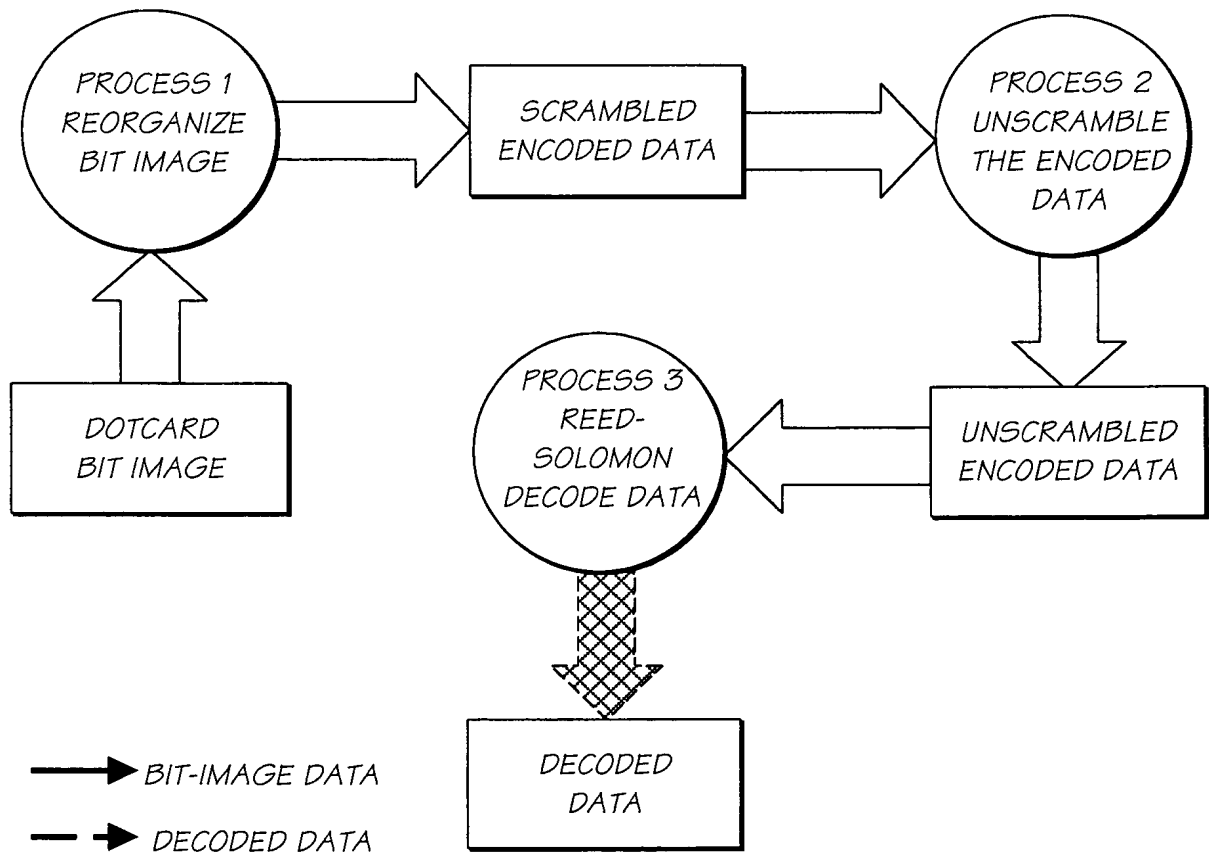 PROCESS 1
REORGANIZE
BIT IMAGE
SCRAMBLED
ENCODED DATA
PROCESS 2
UNSCRAMBLE
THE ENCODED
DATA
DOTCARD
BIT IMAGE
PROCESS 3
REED-
SOLOMON
DECODE DATA
UNSCRAMBLED
ENCODED DATA
DECODED
DATA
BIT-IMAGE DATA
DECODED DATA